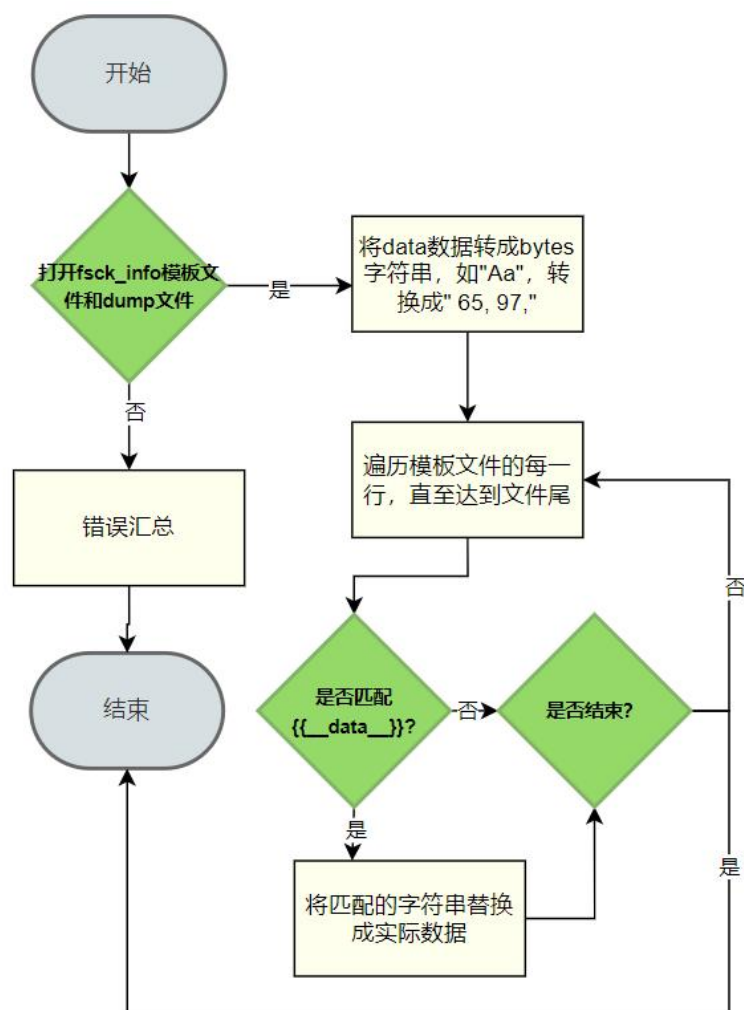 开始
打开fsck_info模板文
件和dump文件
是
将data数据转成bytes
字符串，如"Aa"，转
换成" 65, 97,"
否
错误汇总
遍历模板文件的每一
行，直至达到文件尾
否
结束
是否匹配
{{__data__}}?
否
是否结束?
是
是
将匹配的字符串替换
成实际数据